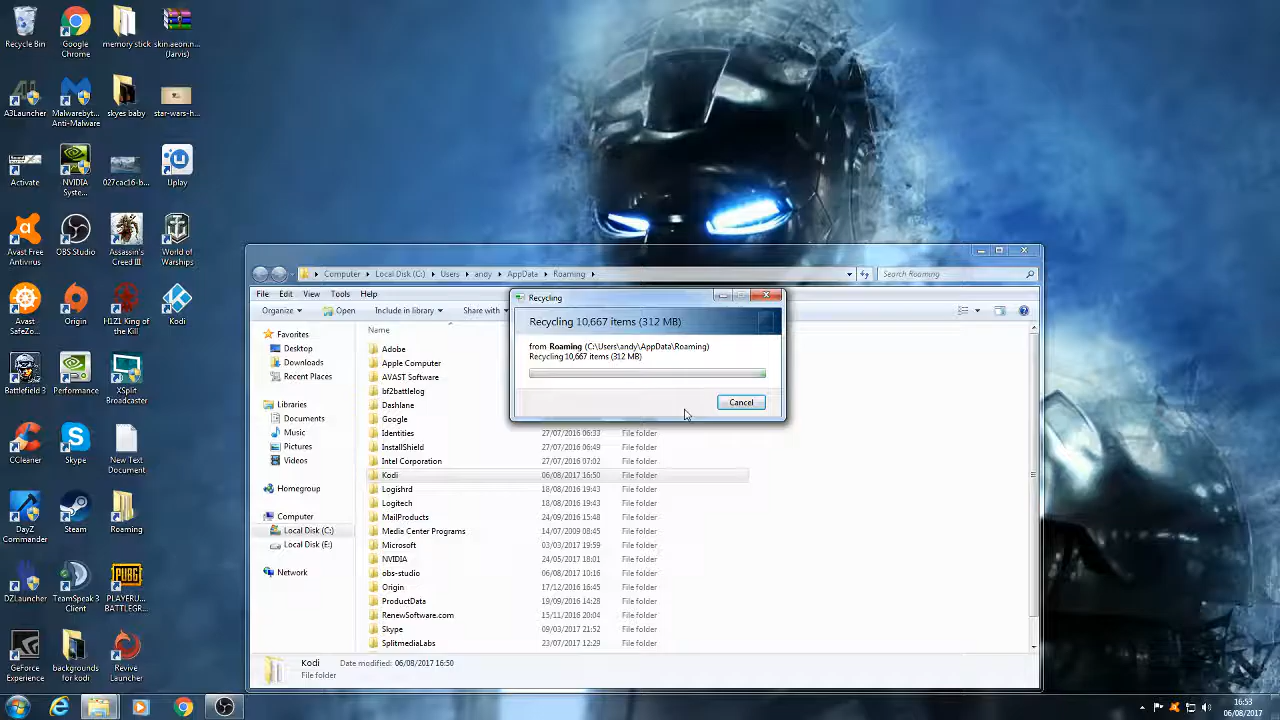 Recycle Bin
Google
Chrome
memory stick
skin.aeon.n...
(Jarvis)
A3Launcher
Malwarebyt...
Anti-Malware
skyes baby
star-wars-h...
Activate
NVIDIA
Syste...
027cac16-b...
Uplay
Avast Free
Antivirus
OBS Studio
Assassin's
Creed III
World of
Warships
Avast
SafeZo...
Origin
H1Z1 King of
the Kill
Kodi
Battlefield 3
Performance
XSplit
Broadcaster
CCleaner
Skype
New Text
Document
DayZ
Commander
Steam
Roaming
DZLauncher
TeamSpeak 3
Client
PUBG
PLAYERU...
BATTLEGR...
GeForce
Experience
backgrounds
for kodi
Revive
Launcher
Computer
Local Disk (C:)
Users
andy
AppData
Roaming
Search Roaming
File Edit View Tools Help
Organize
Open
Include in library
Share with
Favorites
Desktop
Downloads
Recent Places
Libraries
Documents
Music
Pictures
Videos
Homegroup
Computer
Local Disk (C:)
Local Disk (E:)
Network
Name
Adobe
Apple Computer
AVAST Software
bf2battlelog
Dashlane
Google
Identities 27/07/2016 06:33 File folder
InstallShield 27/07/2016 06:49 File folder
Intel Corporation 27/07/2016 07:02 File folder
Kodi 06/08/2017 16:50 File folder
Logishrd 18/08/2016 19:43 File folder
Logitech 18/08/2016 19:43 File folder
MailProducts 24/09/2016 15:48 File folder
Media Center Programs 14/07/2009 08:45 File folder
Microsoft 03/03/2017 19:59 File folder
NVIDIA 24/05/2017 18:01 File folder
obs-studio 06/08/2017 10:16 File folder
Origin 17/12/2016 16:45 File folder
ProductData 19/09/2016 14:28 File folder
RenewSoftware.com 15/11/2016 20:04 File folder
Skype 09/03/2017 21:52 File folder
SplitmediaLabs 23/07/2017 12:29 File folder
Recycling
Recycling 10,667 items (312 MB)
from Roaming (C:\Users\andy\AppData\Roaming)
Recycling 10,667 items (312 MB)
Cancel
Kodi Date modified: 06/08/2017 16:50
File folder
16:53
06/08/2017